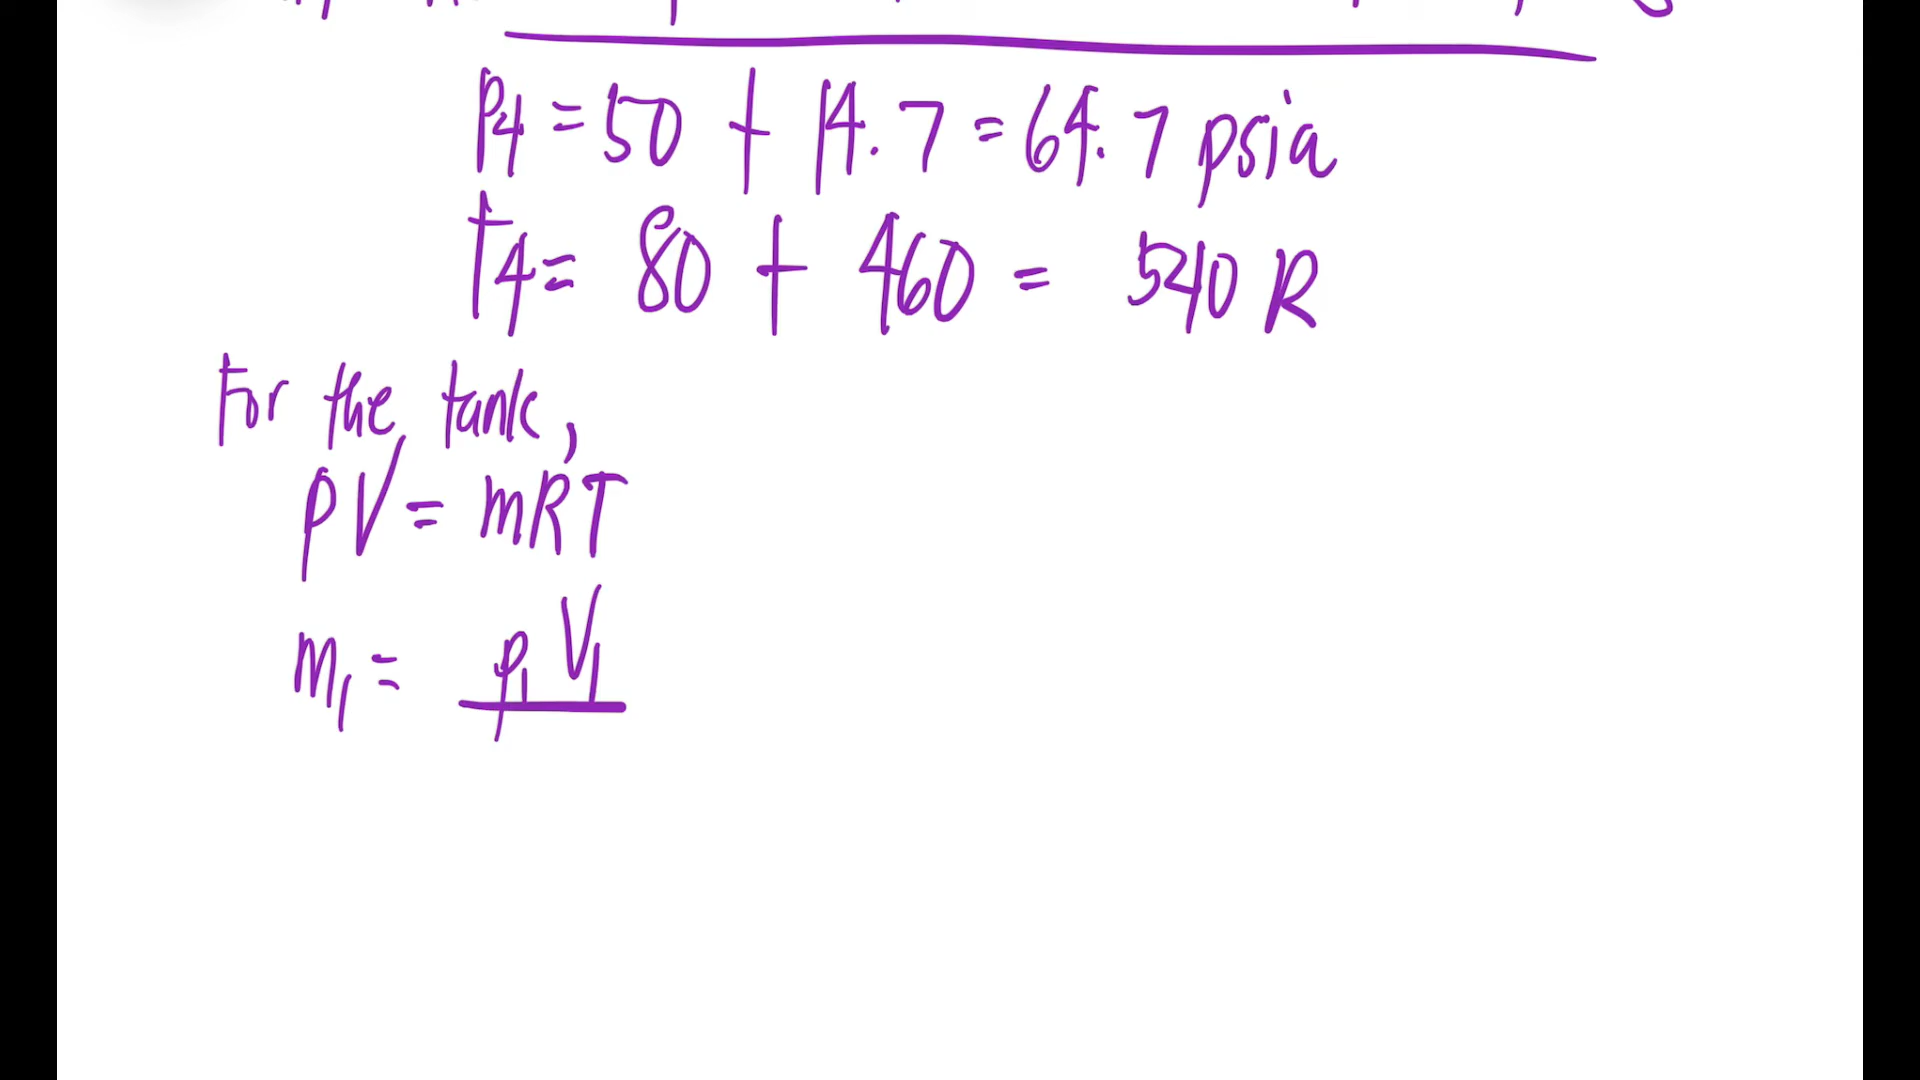 p4 = 50 + 14.7 = 64.7 psia
T4 = 80 + 460 = 540 R
For the tank,
pV = mRT
m1 = p1 V1